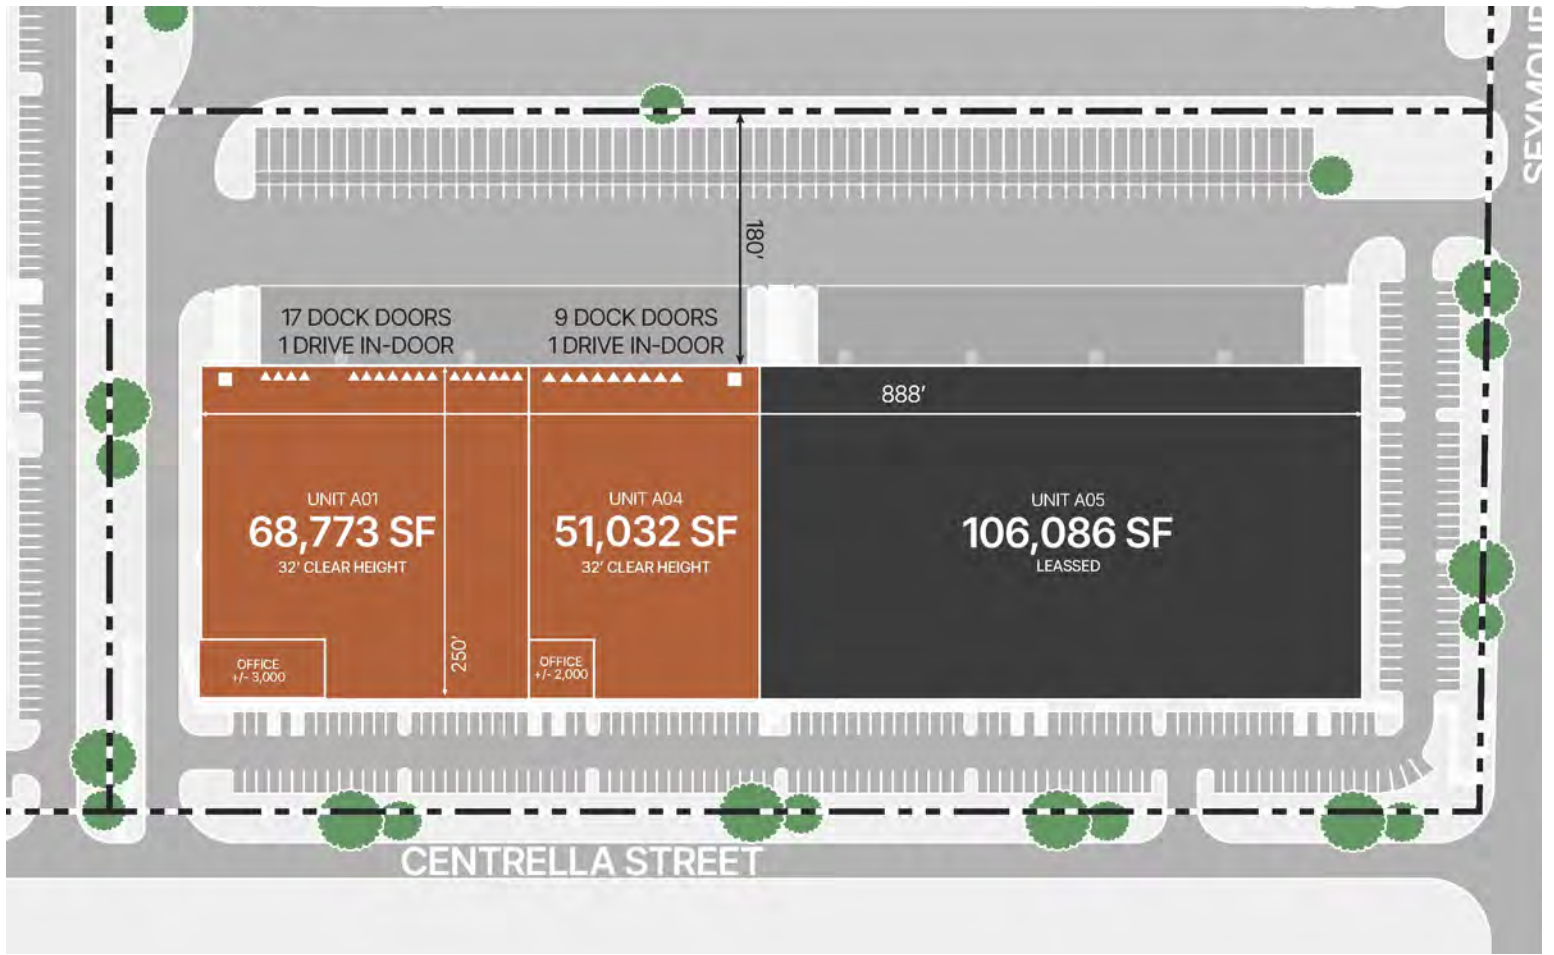 SEYMOUR
180'
17 DOCK DOORS
1 DRIVE IN-DOOR
9 DOCK DOORS
1 DRIVE IN-DOOR
888'
UNIT A01
68,773 SF
32' CLEAR HEIGHT
UNIT A04
51,032 SF
32' CLEAR HEIGHT
UNIT A05
106,086 SF
LEASSED
250'
OFFICE
+/- 3,000
OFFICE
+/- 2,000
CENTRELLA STREET